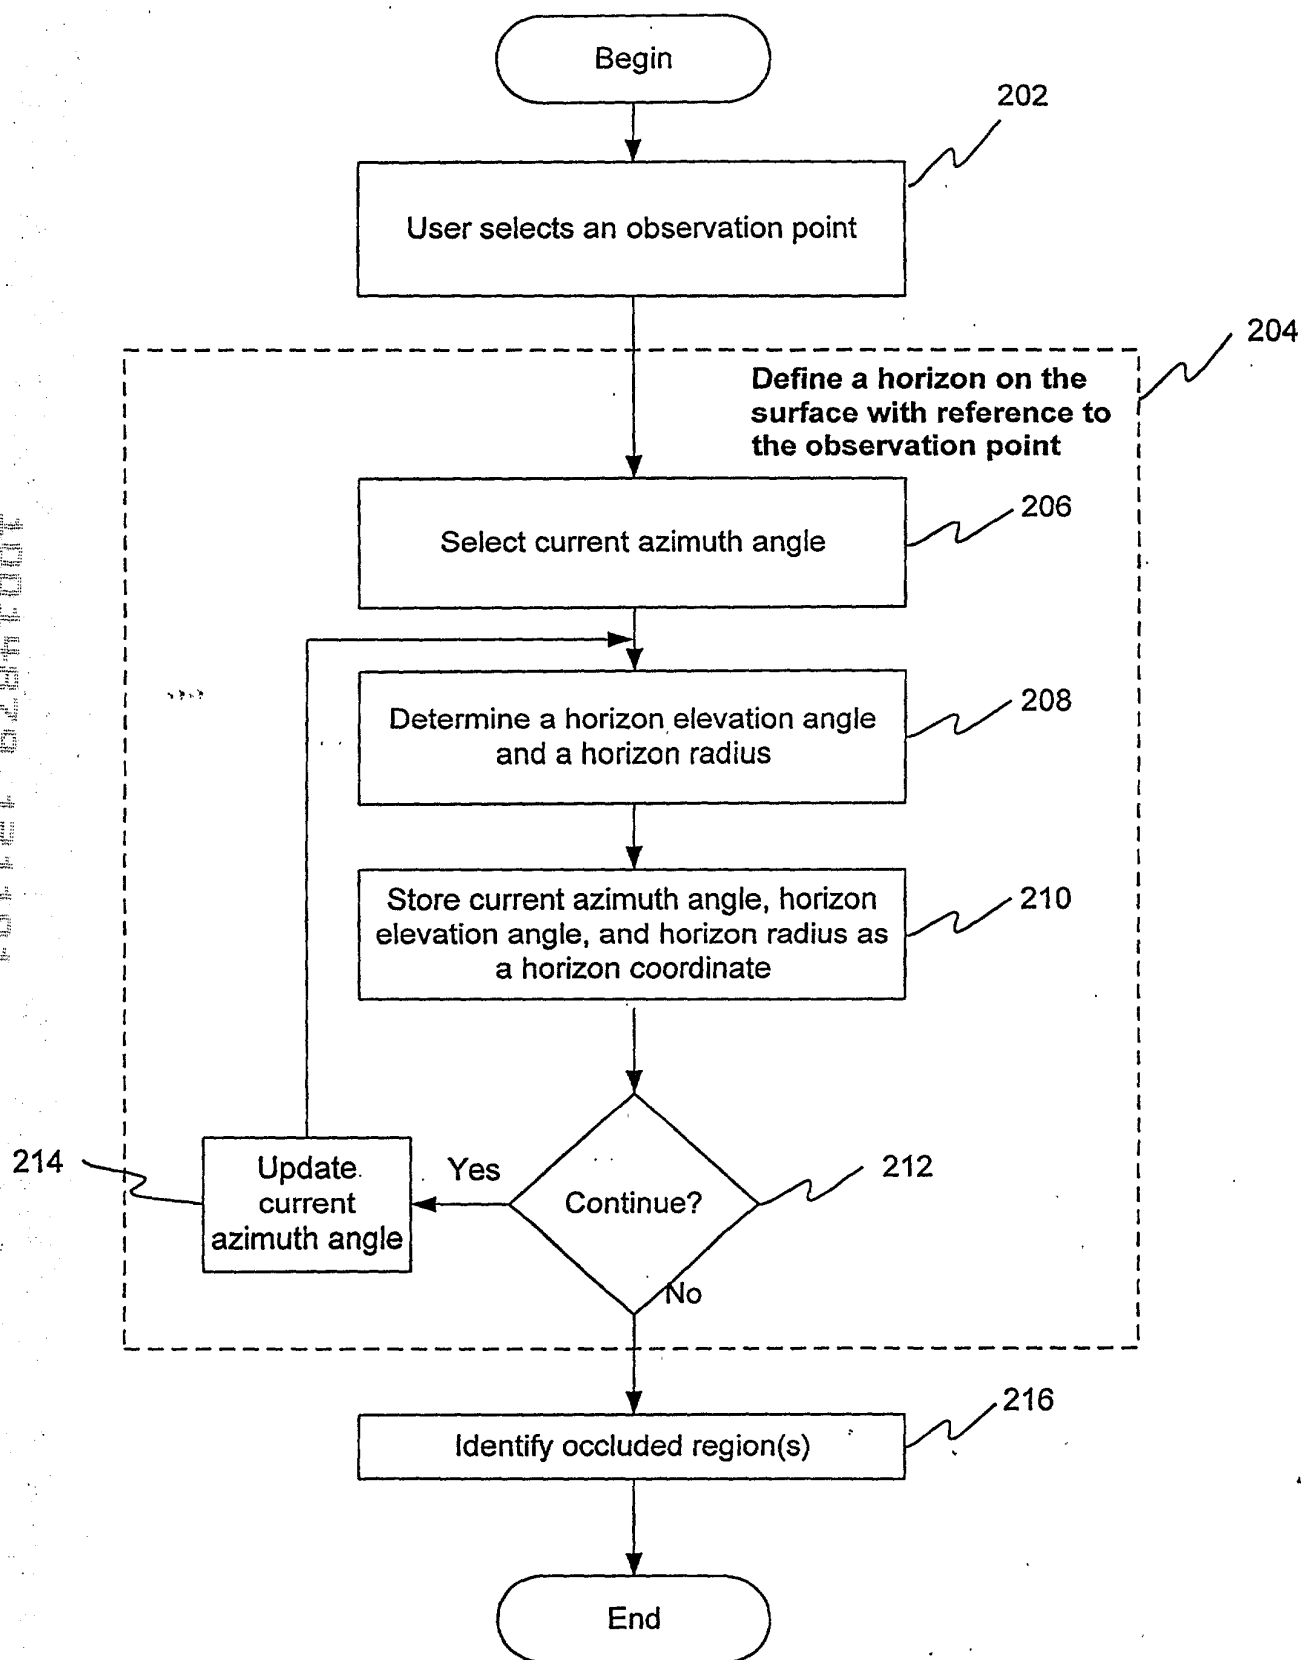 Begin
202
User selects an observation point
204
Define a horizon on the
surface with reference to
the observation point
206
Select current azimuth angle
208
Determine a horizon elevation angle
and a horizon radius
210
Store current azimuth angle, horizon
elevation angle, and horizon radius as
a horizon coordinate
214
Update
current
azimuth angle
Yes
Continue?
212
No
216
Identify occluded region(s)
End